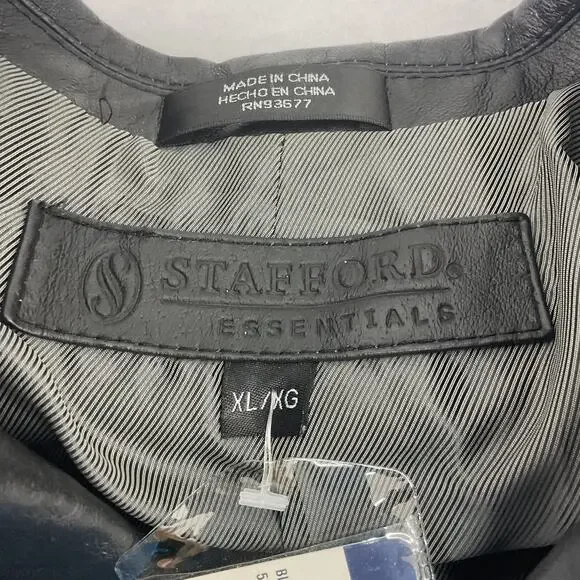 MADE IN CHINA
HECHO EN CHINA
RN93677
STAFFORD.
ESSENTIALS
XL/XG